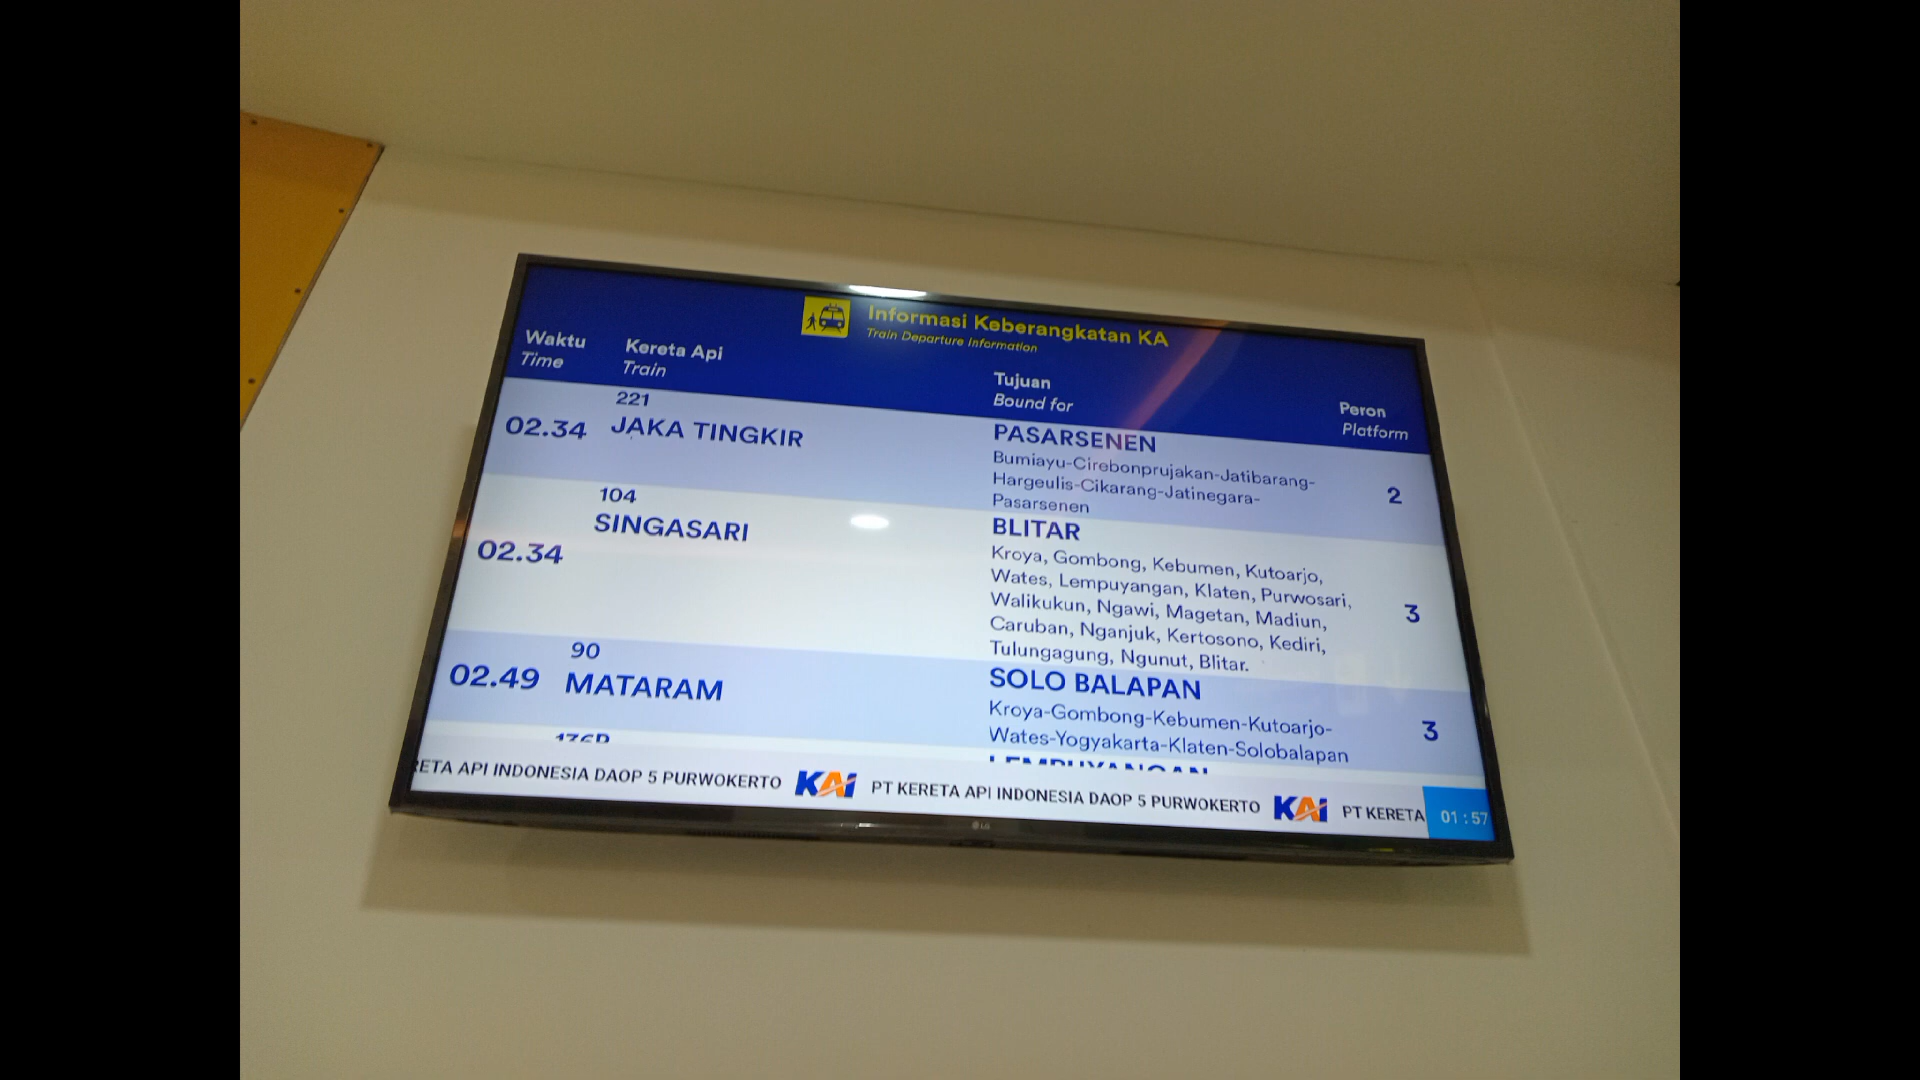 Informasi Keberangkatan KA
Train Departure Information
Waktu
Time
Kereta Api
Train
Tujuan
Bound for
Peron
Platform
02.34
221
JAKA TINGKIR
PASARSENEN
Bumiayu-Cirebonprujakan-Jatibarang-
Hargeulis-Cikarang-Jatinegara-
Pasarsenen
2
02.34
104
SINGASARI
BLITAR
Kroya, Gombong, Kebumen, Kutoarjo,
Wates, Lempuyangan, Klaten, Purwosari,
Walikukun, Ngawi, Magetan, Madiun,
Caruban, Nganjuk, Kertosono, Kediri,
Tulungagung, Ngunut, Blitar.
3
02.49
90
MATARAM
SOLO BALAPAN
Kroya-Gombong-Kebumen-Kutoarjo-
Wates-Yogyakarta-Klaten-Solobalapan
3
LEMPUYANGAN
RETA API INDONESIA DAOP 5 PURWOKERTO KAI PT KERETA API INDONESIA DAOP 5 PURWOKERTO KAI PT KERETA
01:57
LG